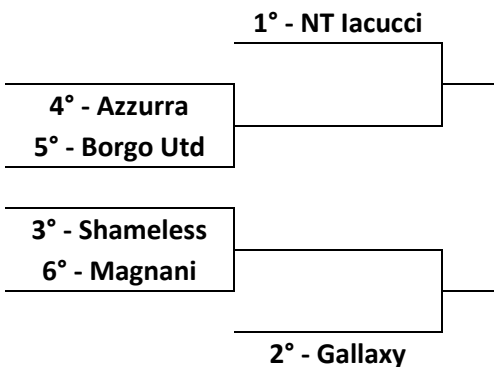 1° - NT Iacucci
4° - Azzurra
5° - Borgo Utd
3° - Shameless
6° - Magnani
2° - Gallaxy